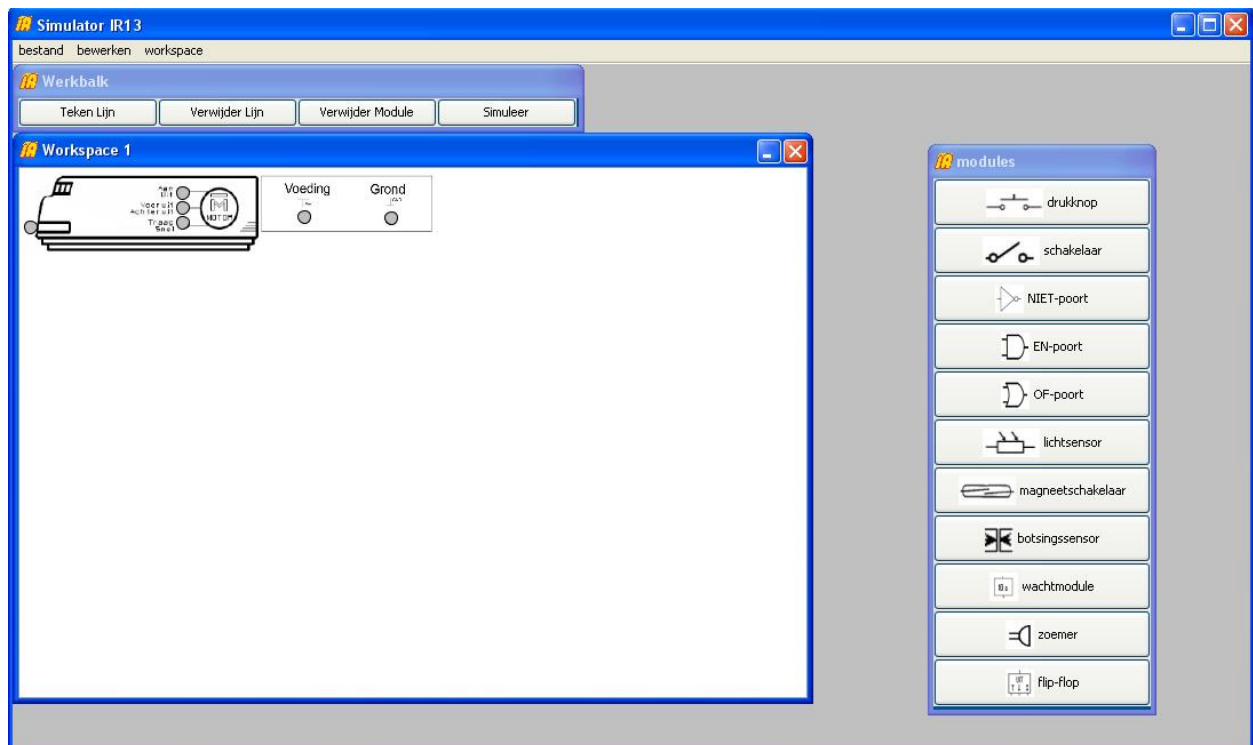 Simulator IR13
bestand bewerken workspace
Werkbalk
Teken Lijn Verwijder Lijn Verwijder Module Simuleer
Workspace 1
Voeding Grond
Vooruit
Achteruit
Traag
Snel
MOTOR
modules
drukknop
schakelaar
NIET-poort
EN-poort
OF-poort
lichtsensor
magneetschakelaar
botsingssensor
wachtmodule
zoemer
flip-flop